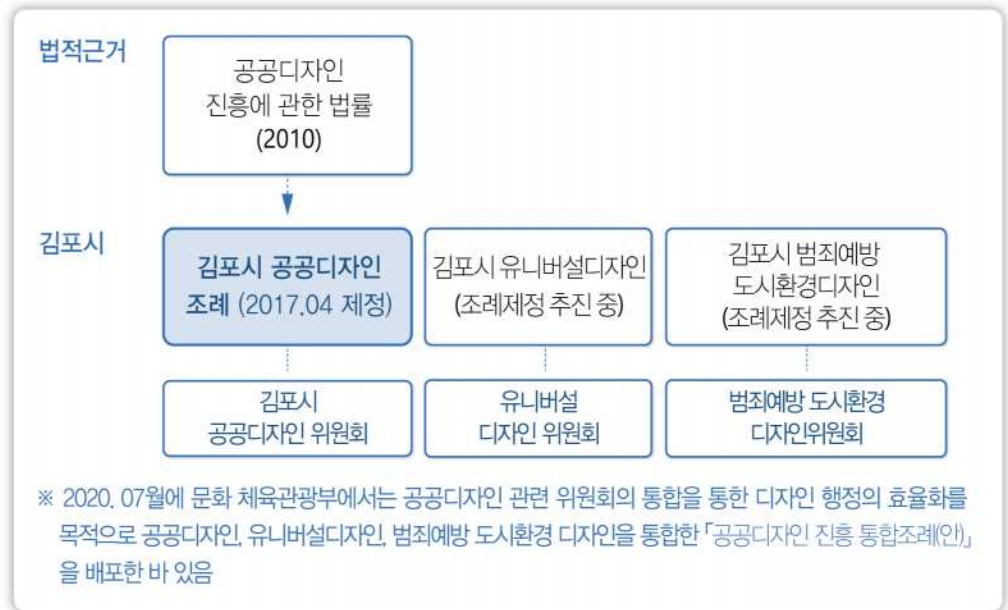 법적근거
공공디자인
진흥에 관한 법률
(2010)
김포시
김포시 공공디자인
조례 (2017.04 제정)
김포시 유니버설디자인
(조례제정 추진 중)
김포시 범죄예방
도시환경디자인
(조례제정 추진 중)
김포시
공공디자인 위원회
유니버설
디자인 위원회
범죄예방 도시환경
디자인위원회
※ 2020. 07월에 문화 체육관광부에서는 공공디자인 관련 위원회의 통합을 통한 디자인 행정의 효율화를
목적으로 공공디자인, 유니버설디자인, 범죄예방 도시환경 디자인을 통합한 「공공디자인 진흥 통합조례(안)」
을 배포한 바 있음